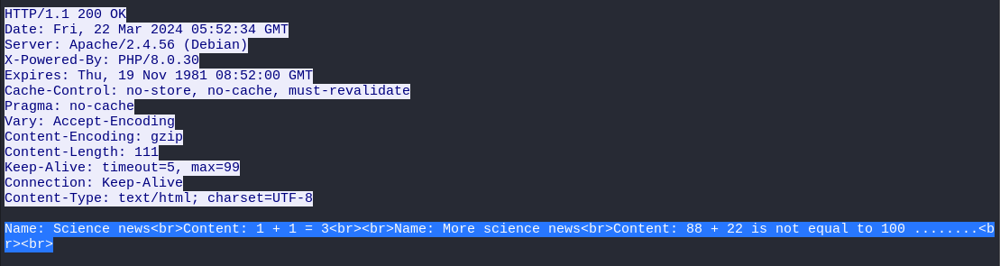 HTTP/1.1 200 OK
Date: Fri, 22 Mar 2024 05:52:34 GMT
Server: Apache/2.4.56 (Debian)
X-Powered-By: PHP/8.0.30
Expires: Thu, 19 Nov 1981 08:52:00 GMT
Cache-Control: no-store, no-cache, must-revalidate
Pragma: no-cache
Vary: Accept-Encoding
Content-Encoding: gzip
Content-Length: 111
Keep-Alive: timeout=5, max=99
Connection: Keep-Alive
Content-Type: text/html; charset=UTF-8
Name: Science news<br>Content: 1 + 1 = 3<br><br>Name: More science news<br>Content: 88 + 22 is not equal to 100 ........<b
r><br>